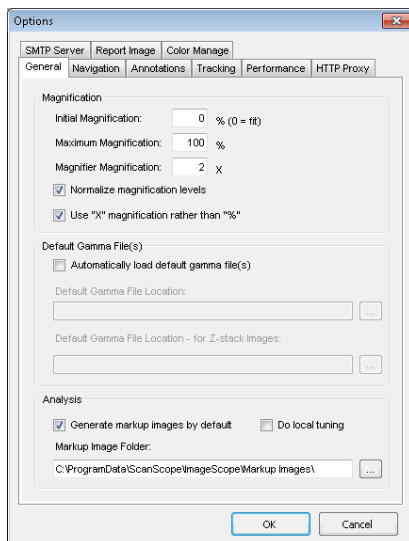 Options
SMTP Server Report Image Color Manage
General Navigation Annotations Tracking Performance HTTP Proxy
Magnification
Initial Magnification: 0 % (0 = fit)
Maximum Magnification: 100 %
Magnifier Magnification: 2 X
Normalize magnification levels
Use "X" magnification rather than "%"
Default Gamma File(s)
Automatically load default gamma file(s)
Default Gamma File Location:
...
Default Gamma File Location - for Z-stack Images:
...
Analysis
Generate markup images by default Do local tuning
Markup Image Folder:
C:\ProgramData\ScanScope\ImageScope\Markup Images\ ...
OK Cancel